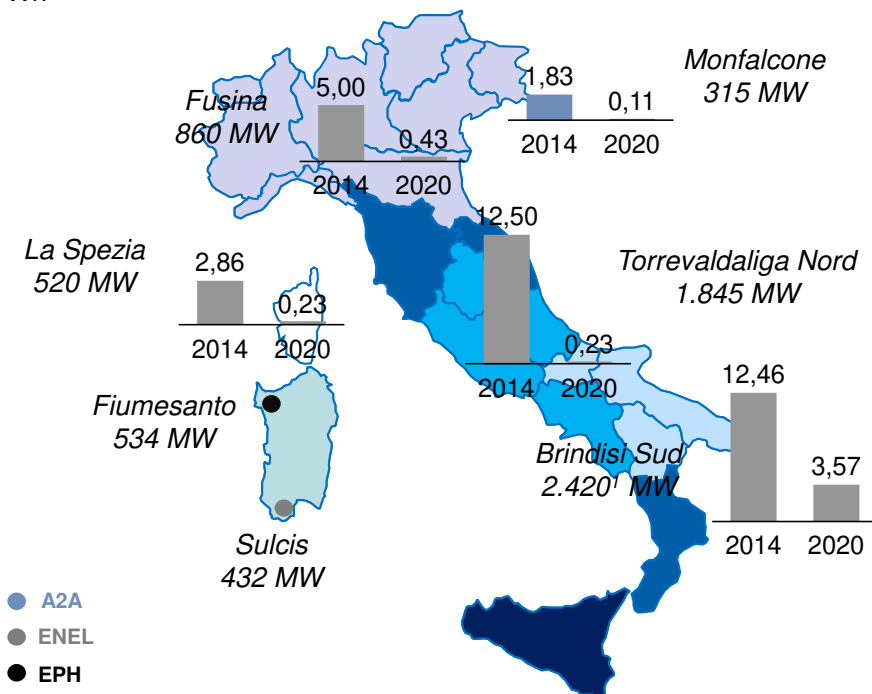 Monfalcone
315 MW
1,83
0,11
2014 2020
Fusina
860 MW
5,00
0,43
2014 2020
La Spezia
520 MW
2,86
0,23
2014 2020
12,50
0,23
2014 2020
Torrevaldaliga Nord
1.845 MW
Fiumesanto
534 MW
Brindisi Sud
2.420¹ MW
12,46
3,57
2014 2020
Sulcis
432 MW
A2A
ENEL
EPH